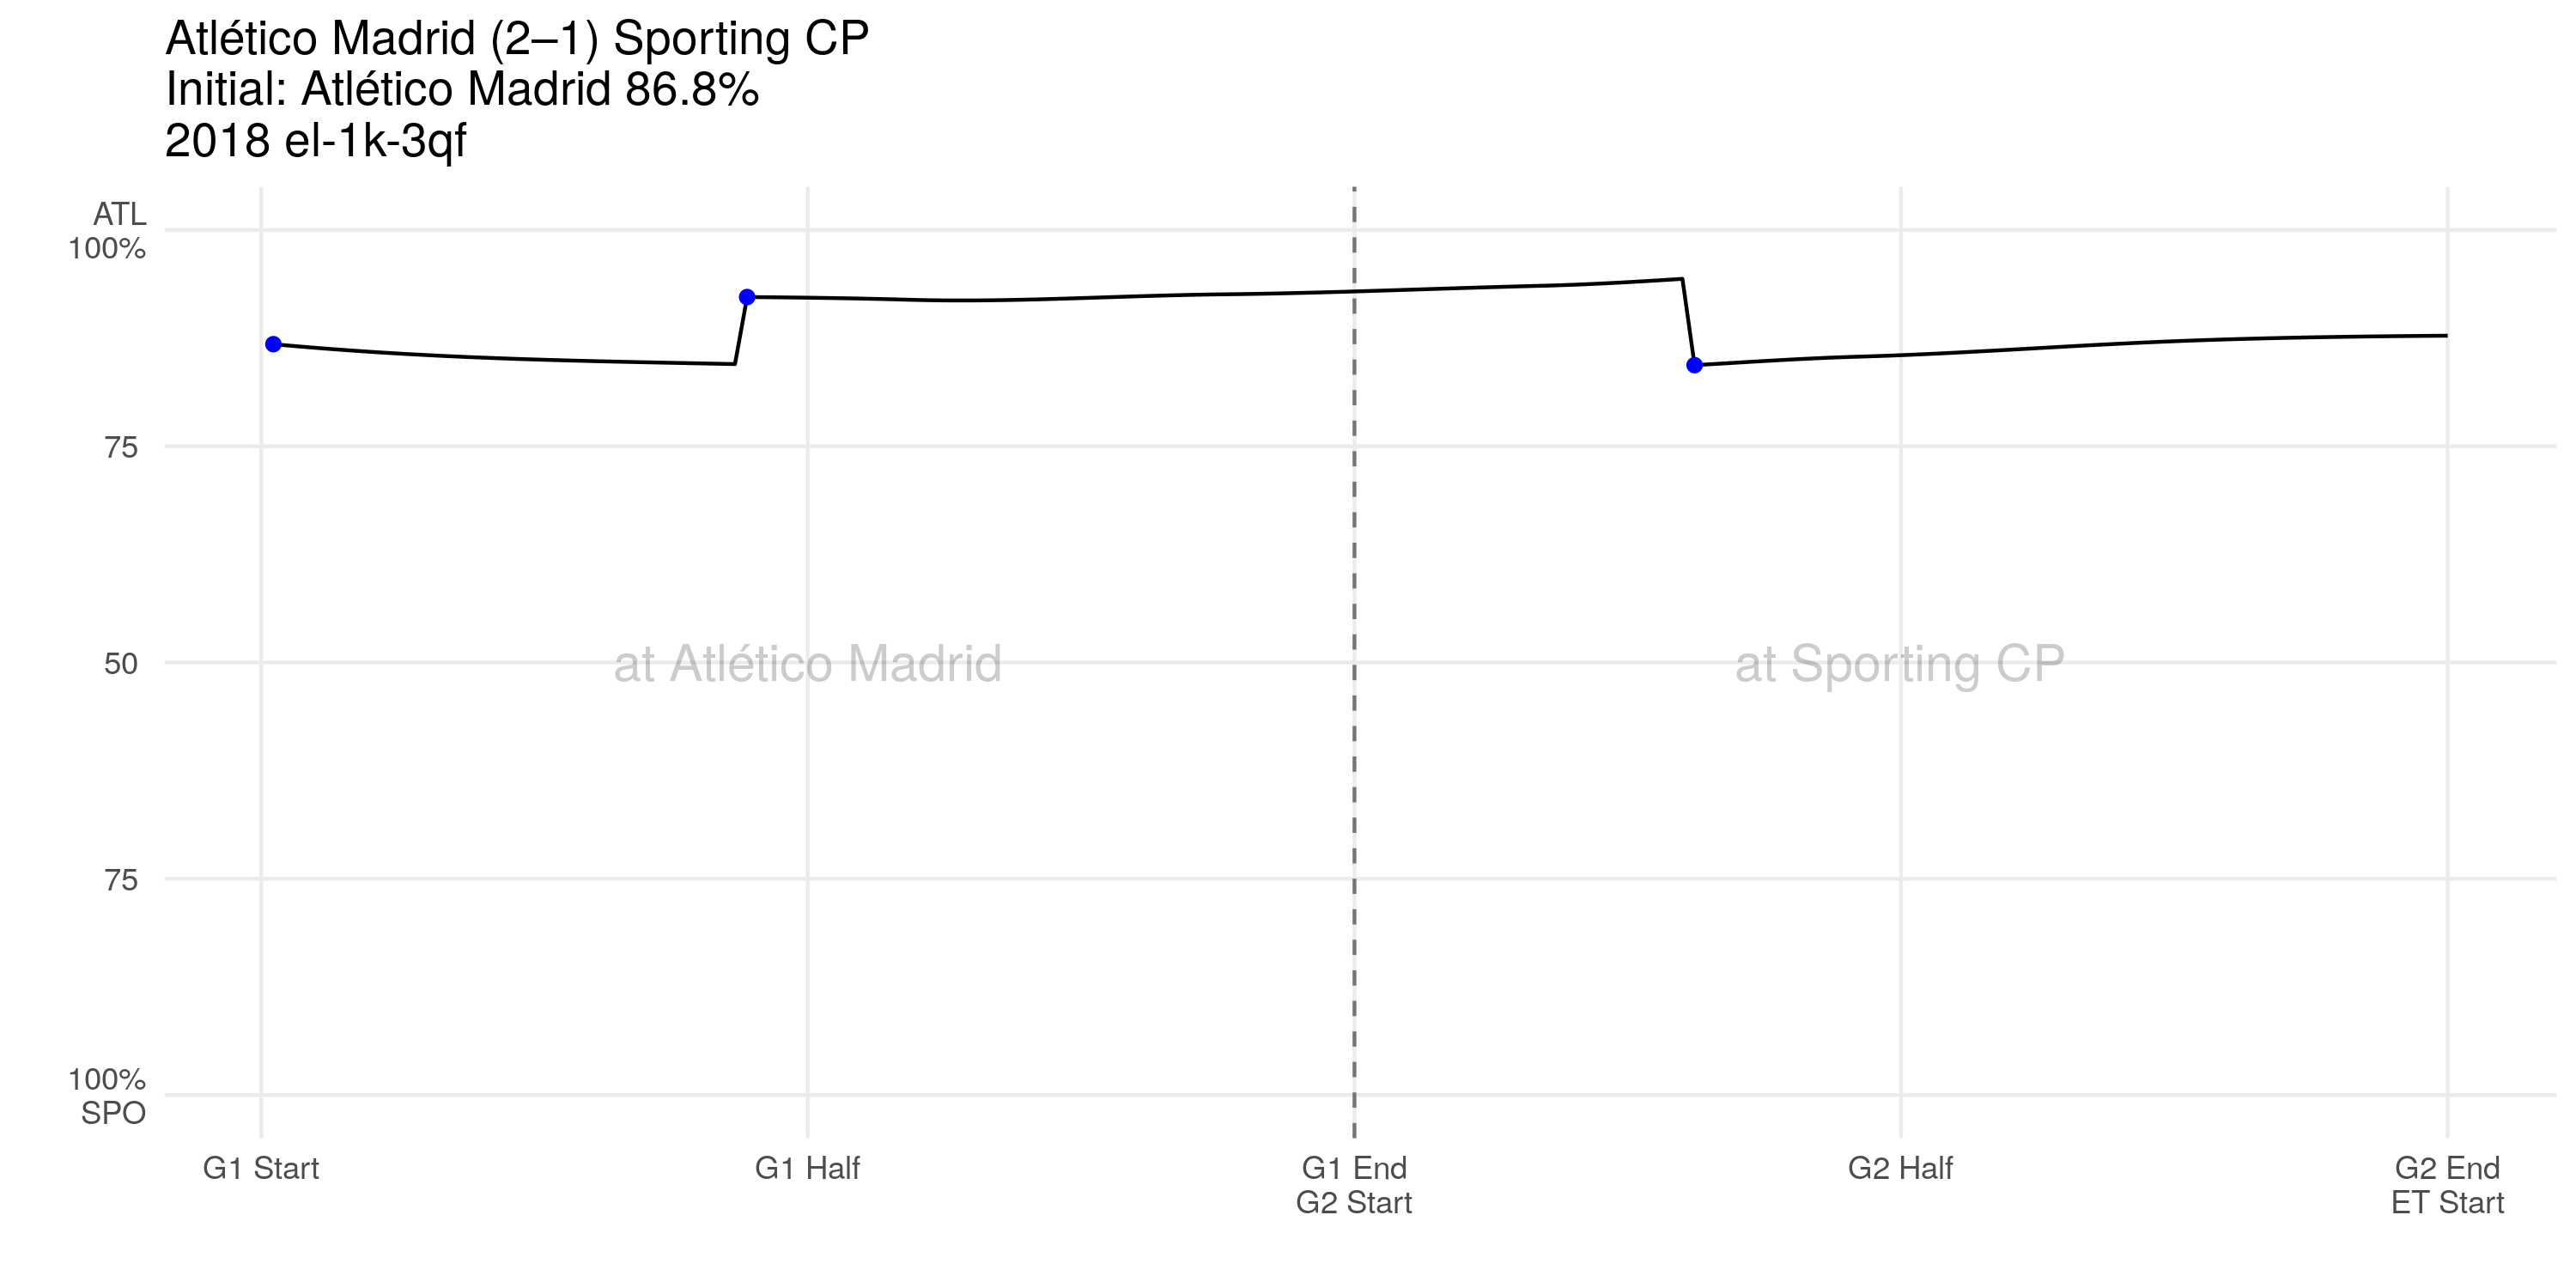 Atlético Madrid (2–1) Sporting CP
Initial: Atlético Madrid 86.8%
2018 el-1k-3qf
ATL
100%
75
50
75
100%
SPO
at Atlético Madrid
at Sporting CP
G1 Start
G1 Half
G1 End
G2 Start
G2 Half
G2 End
ET Start